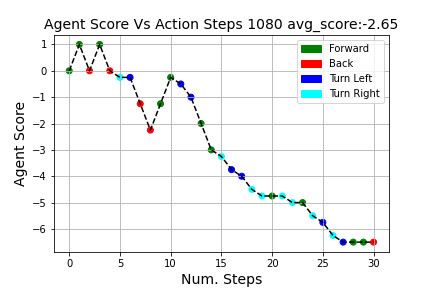 Agent Score Vs Action Steps 1080 avg_score:-2.65
Agent Score
1
0
−1
−2
−3
−4
−5
−6
Forward
Back
Turn Left
Turn Right
0 5 10 15 20 25 30
Num. Steps